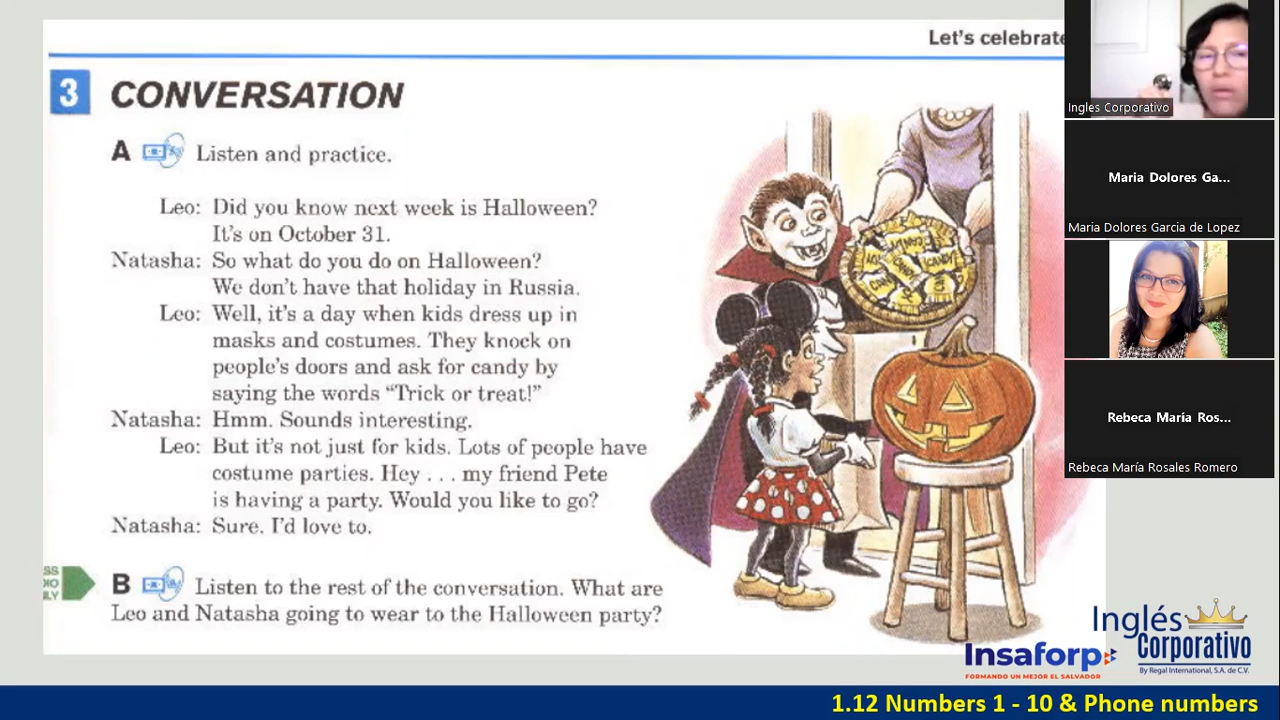 Let's celebrate
3 CONVERSATION
A Listen and practice.
Leo: Did you know next week is Halloween?
It's on October 31.
Natasha: So what do you do on Halloween?
We don't have that holiday in Russia.
Leo: Well, it's a day when kids dress up in
masks and costumes. They knock on
people's doors and ask for candy by
saying the words "Trick or treat!"
Natasha: Hmm. Sounds interesting.
Leo: But it's not just for kids. Lots of people have
costume parties. Hey . . . my friend Pete
is having a party. Would you like to go?
Natasha: Sure. I'd love to.
B Listen to the rest of the conversation. What are
Leo and Natasha going to wear to the Halloween party?
CANDY
CANDY
Ingles Corporativo
Maria Dolores Ga...
Maria Dolores Garcia de Lopez
Rebeca María Ros...
Rebeca María Rosales Romero
Inglés
Corporativo
By Regal International, S.A. de C.V.
Insaforp
FORMANDO UN MEJOR EL SALVADOR
1.12 Numbers 1 - 10 & Phone numbers